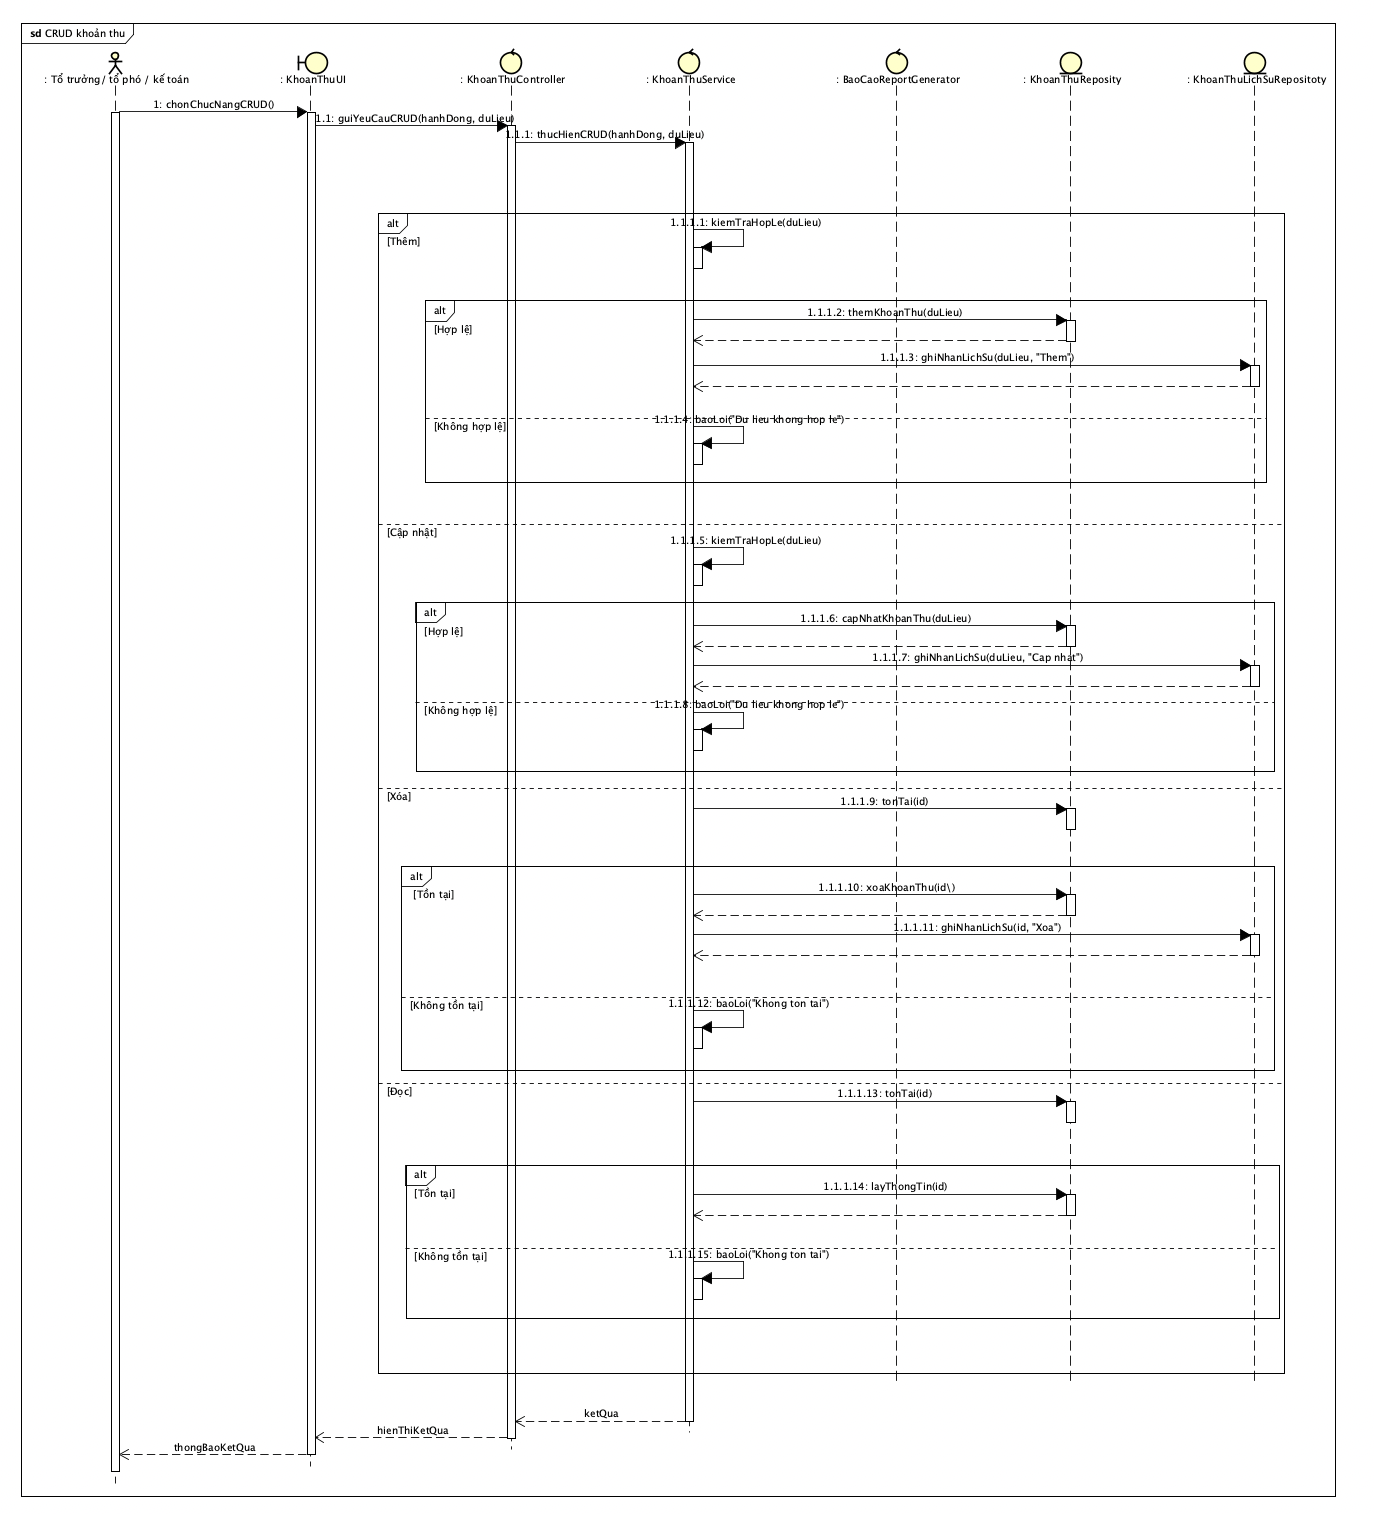 sd CRUD khoản thu
: Tổ trưởng/ tổ phó / kế toán
: KhoanThuUI
: KhoanThuController
: KhoanThuService
: BaoCaoReportGenerator
: KhoanThuReposity
: KhoanThuLichSuRepositoty
1: chonChucNangCRUD()
1.1: guiYeuCauCRUD(hanhDong, duLieu)
1.1.1: thucHienCRUD(hanhDong, duLieu)
alt
1.1.1.1: kiemTraHopLe(duLieu)
[Thêm]
alt
1.1.1.2: themKhoanThu(duLieu)
[Hợp lệ]
1.1.1.3: ghiNhanLichSu(duLieu, "Them")
1.1.1.4: baoLoi("Du lieu khong hop le")
[Không hợp lệ]
[Cập nhật]
1.1.1.5: kiemTraHopLe(duLieu)
alt
1.1.1.6: capNhatKhoanThu(duLieu)
[Hợp lệ]
1.1.1.7: ghiNhanLichSu(duLieu, "Cap nhat")
1.1.1.8: baoLoi("Du lieu khong hop le")
[Không hợp lệ]
[Xóa]
1.1.1.9: tonTai(id)
alt
1.1.1.10: xoaKhoanThu(id\)
[Tồn tại]
1.1.1.11: ghiNhanLichSu(id, "Xoa")
1.1.1.12: baoLoi("Khong ton tai")
[Không tồn tại]
[Đọc]
1.1.1.13: tonTai(id)
alt
1.1.1.14: layThongTin(id)
[Tồn tại]
1.1.1.15: baoLoi("Khong ton tai")
[Không tồn tại]
ketQua
hienThiKetQua
thongBaoKetQua